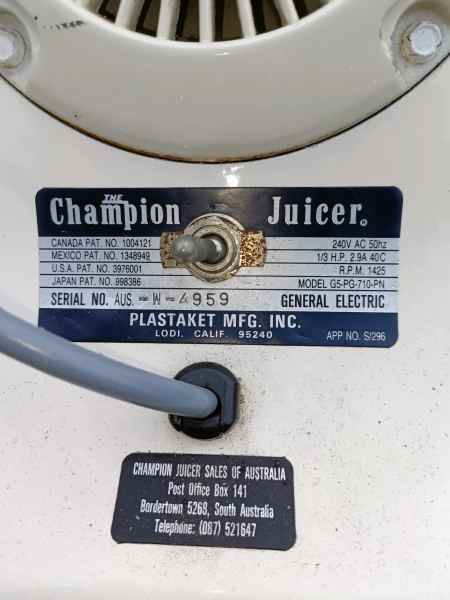 THE
Champion Juicer®
CANADA PAT. NO. 1004121
MEXICO PAT. NO. 1348949
U.S.A. PAT. NO. 3976001
JAPAN PAT. NO. 998386
240V AC 50hz
1/3 H.P. 2.9A 40C
R.P.M. 1425
MODEL G5-PG-710-PN
SERIAL NO. AUS. -W-4959 GENERAL ELECTRIC
PLASTAKET MFG. INC.
LODI, CALIF. 95240
APP NO. S/296
CHAMPION JUICER SALES OF AUSTRALIA
Post Office Box 141
Bordertown 5268, South Australia
Telephone: (087) 521647